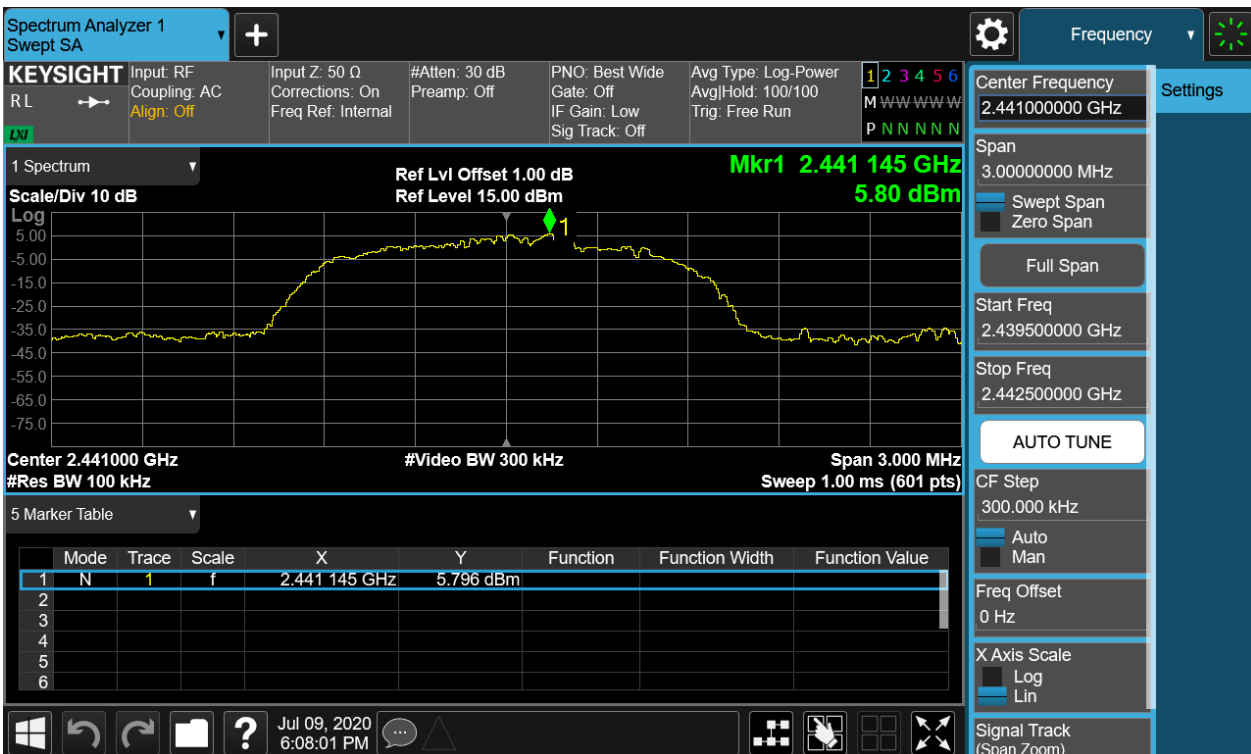 Spectrum Analyzer 1
Swept SA
Frequency
KEYSIGHT
R L
LXI
Input: RF
Coupling: AC
Align: Off
Input Z: 50 Ω
Corrections: On
Freq Ref: Internal
#Atten: 30 dB
Preamp: Off
PNO: Best Wide
Gate: Off
IF Gain: Low
Sig Track: Off
Avg Type: Log-Power
Avg|Hold: 100/100
Trig: Free Run
1 2 3 4 5 6
M W W W W W
P N N N N N
1 Spectrum
Scale/Div 10 dB
Ref Lvl Offset 1.00 dB
Ref Level 15.00 dBm
Mkr1 2.441 145 GHz
5.80 dBm
Log
1
5.00
-5.00
-15.0
-25.0
-35.0
-45.0
-55.0
-65.0
-75.0
Center 2.441000 GHz
#Video BW 300 kHz
Span 3.000 MHz
#Res BW 100 kHz
Sweep 1.00 ms (601 pts)
5 Marker Table
Mode Trace Scale X Y Function Function Width Function Value
1 N 1 f 2.441 145 GHz 5.796 dBm
2
3
4
5
6
Jul 09, 2020
6:08:01 PM
Settings
Center Frequency
2.441000000 GHz
Span
3.00000000 MHz
Swept Span
Zero Span
Full Span
Start Freq
2.439500000 GHz
Stop Freq
2.442500000 GHz
AUTO TUNE
CF Step
300.000 kHz
Auto
Man
Freq Offset
0 Hz
X Axis Scale
Log
Lin
Signal Track
(Span Zoom)